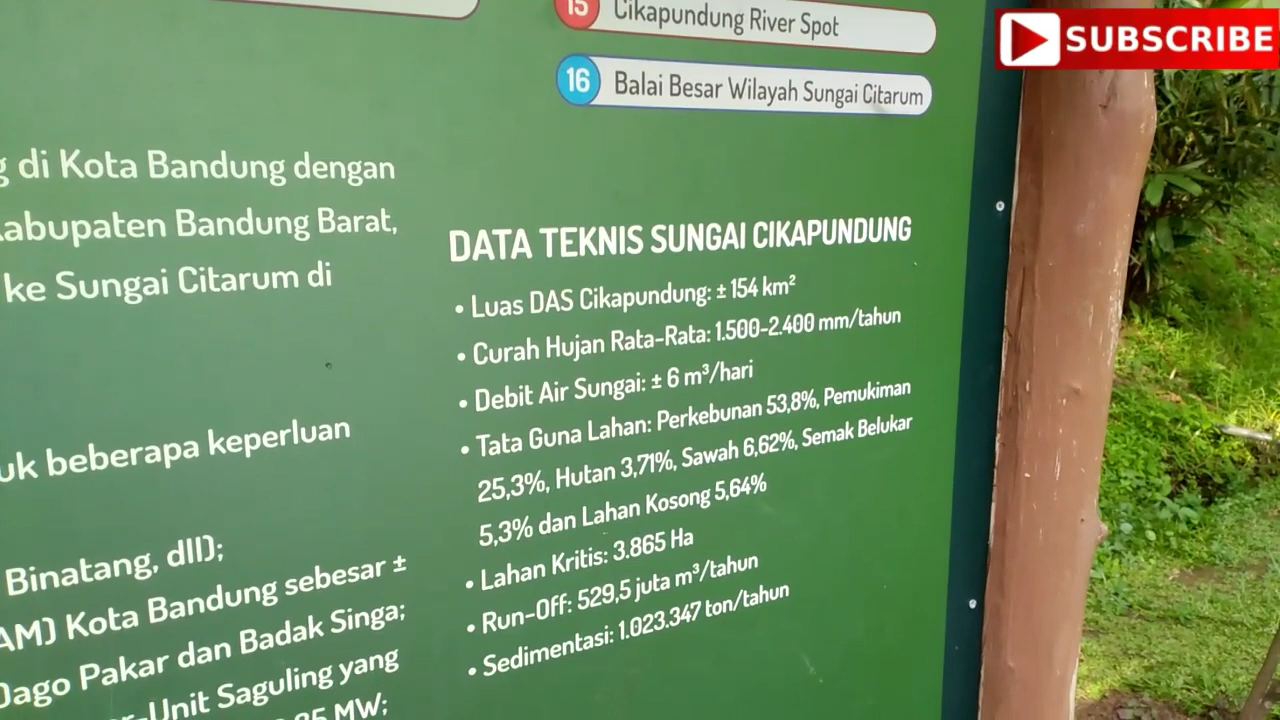 15 Cikapundung River Spot
SUBSCRIBE
16 Balai Besar Wilayah Sungai Citarum
di Kota Bandung dengan
Kabupaten Bandung Barat,
ke Sungai Citarum di
beberapa keperluan
Binatang, dll);
Kota Bandung sebesar ±
Dago Pakar dan Badak Singa;
Unit Saguling yang
MW;
DATA TEKNIS SUNGAI CIKAPUNDUNG
• Luas DAS Cikapundung: ± 154 km²
• Curah Hujan Rata-Rata: 1.500-2.400 mm/tahun
• Debit Air Sungai: ± 6 m³/hari
• Tata Guna Lahan: Perkebunan 53,8%, Pemukiman
25,3%, Hutan 3,71%, Sawah 6,62%, Semak Belukar
5,3% dan Lahan Kosong 5,64%
• Lahan Kritis: 3.865 Ha
• Run-Off: 529,5 juta m³/tahun
• Sedimentasi: 1.023.347 ton/tahun